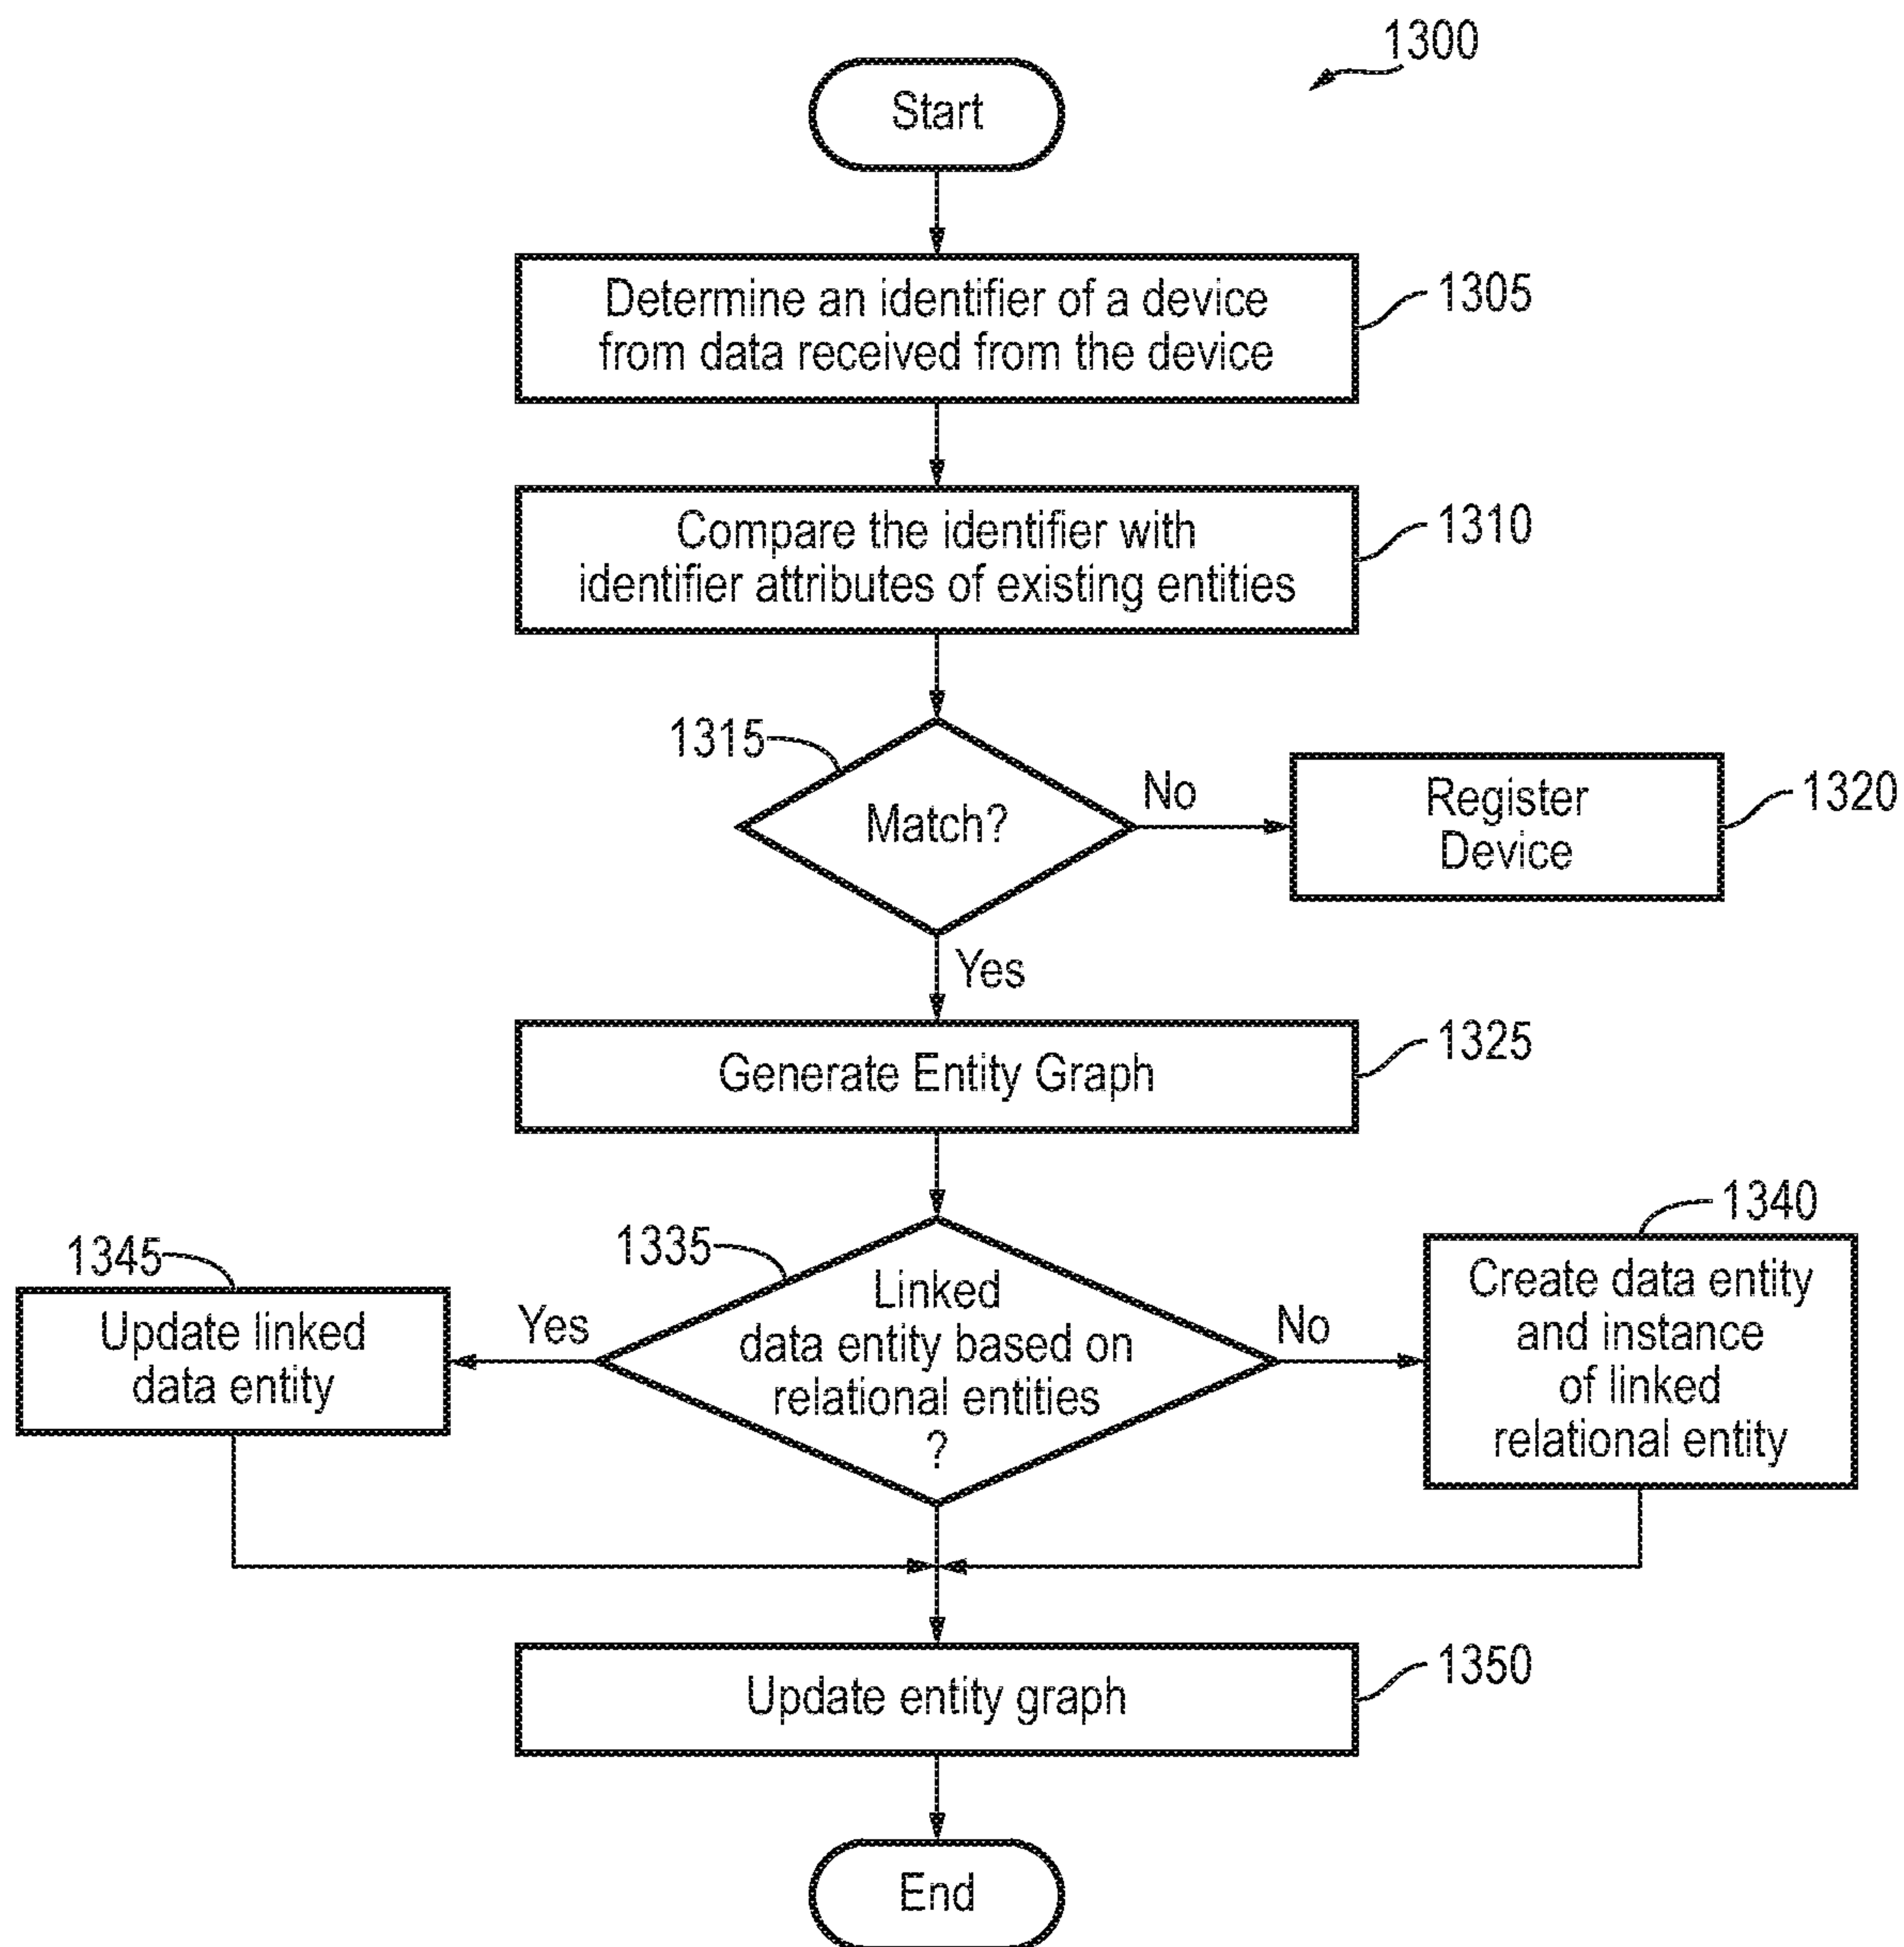 1300
Start
Determine an identifier of a device
from data received from the device
1305
Compare the identifier with
identifier attributes of existing entities
1310
1315
Match?
No
Register
Device
1320
Yes
Generate Entity Graph
1325
1335
Linked
data entity based on
relational entities
?
Yes
1345
Update linked
data entity
No
1340
Create data entity
and instance
of linked
relational entity
Update entity graph
1350
End